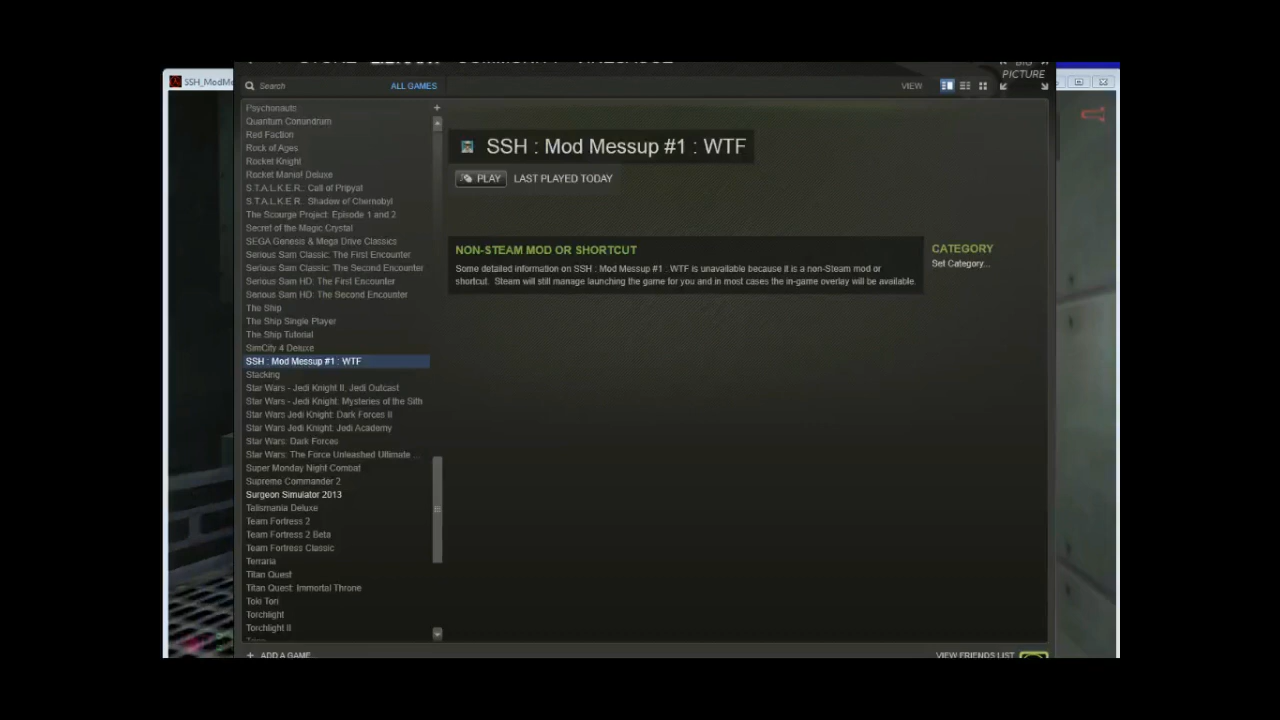 PICTURE
SSH_ModMe
Search
ALL GAMES
VIEW
Psychonauts
Quantum Conundrum
Red Faction
Rock of Ages
Rocket Knight
Rocket Mania! Deluxe
S.T.A.L.K.E.R.: Call of Pripyat
S.T.A.L.K.E.R.: Shadow of Chernobyl
The Scourge Project: Episode 1 and 2
Secret of the Magic Crystal
SEGA Genesis & Mega Drive Classics
Serious Sam Classic: The First Encounter
Serious Sam Classic: The Second Encounter
Serious Sam HD: The First Encounter
Serious Sam HD: The Second Encounter
The Ship
The Ship Single Player
The Ship Tutorial
SimCity 4 Deluxe
SSH : Mod Messup #1 : WTF
Stacking
Star Wars - Jedi Knight II: Jedi Outcast
Star Wars - Jedi Knight: Mysteries of the Sith
Star Wars Jedi Knight: Dark Forces II
Star Wars Jedi Knight: Jedi Academy
Star Wars: Dark Forces
Star Wars: The Force Unleashed Ultimate ...
Super Monday Night Combat
Supreme Commander 2
Surgeon Simulator 2013
Talismania Deluxe
Team Fortress 2
Team Fortress 2 Beta
Team Fortress Classic
Terraria
Titan Quest
Titan Quest: Immortal Throne
Toki Tori
Torchlight
Torchlight II
+ ADD A GAME...
SSH : Mod Messup #1 : WTF
PLAY
LAST PLAYED TODAY
NON-STEAM MOD OR SHORTCUT
Some detailed information on SSH : Mod Messup #1 : WTF is unavailable because it is a non-Steam mod or
shortcut. Steam will still manage launching the game for you and in most cases the in-game overlay will be available.
CATEGORY
Set Category...
VIEW FRIENDS LIST